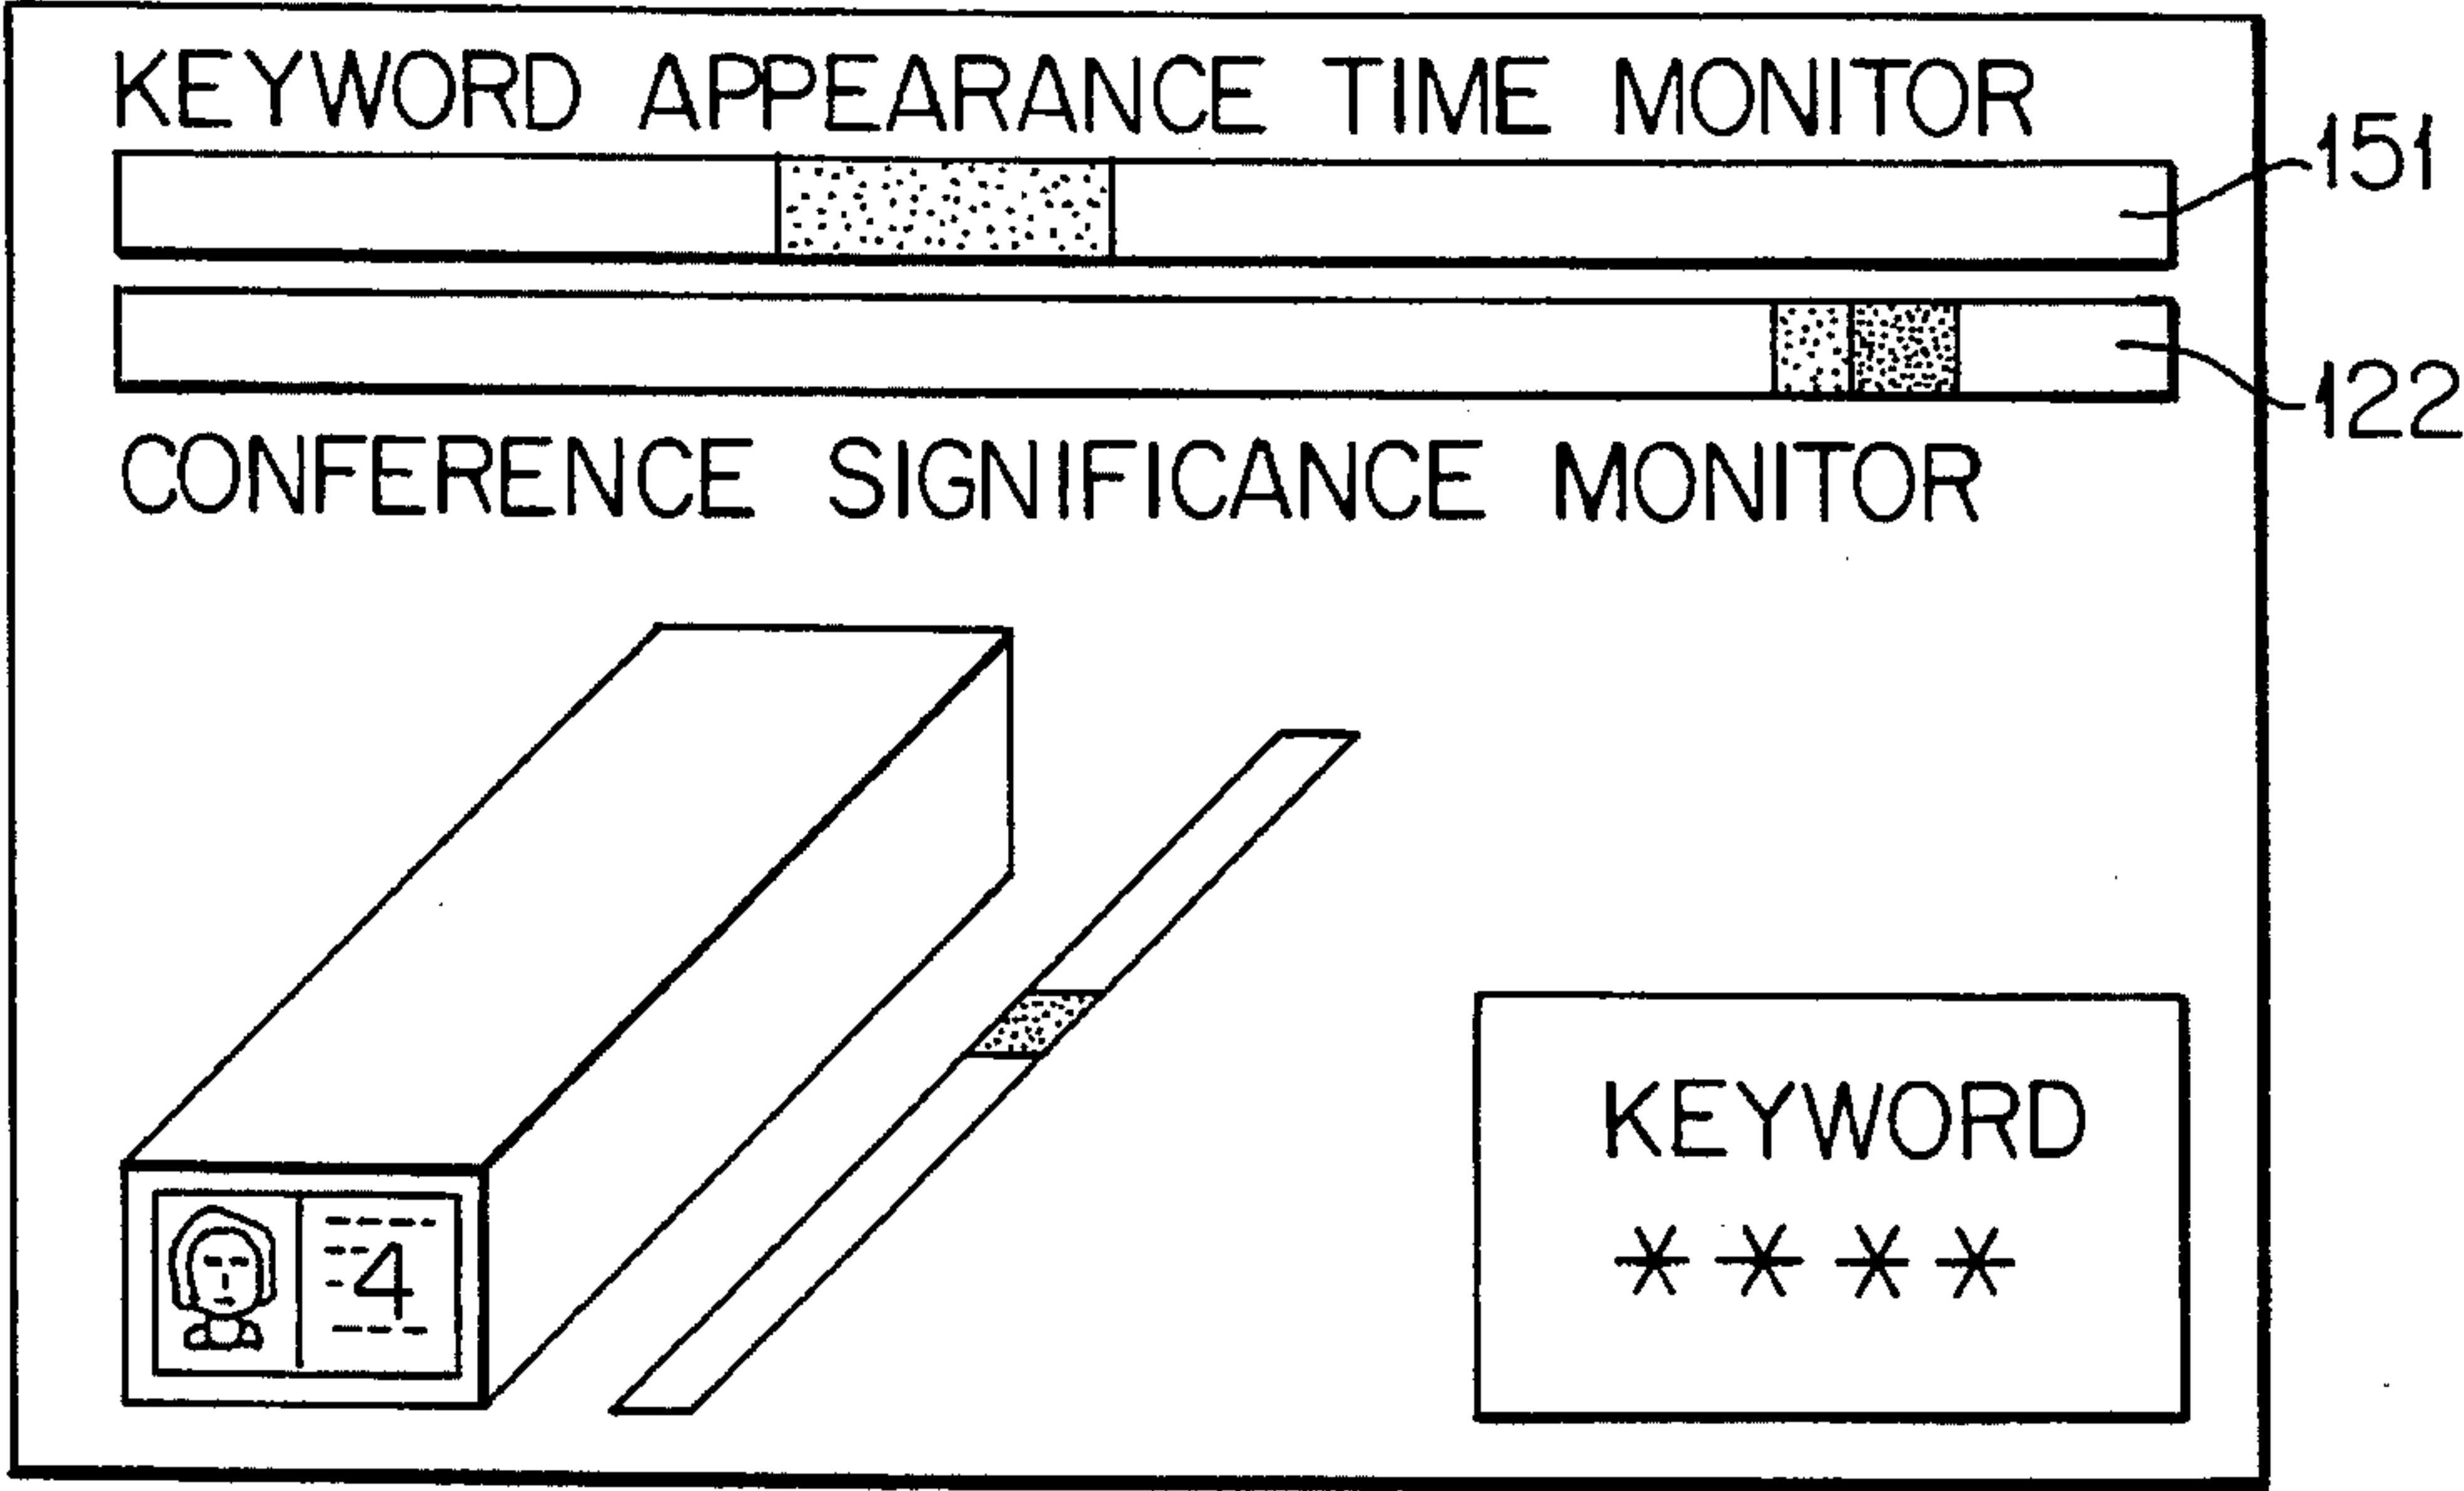 KEYWORD APPEARANCE TIME MONITOR
151
122
CONFERENCE SIGNIFICANCE MONITOR
4
KEYWORD
****